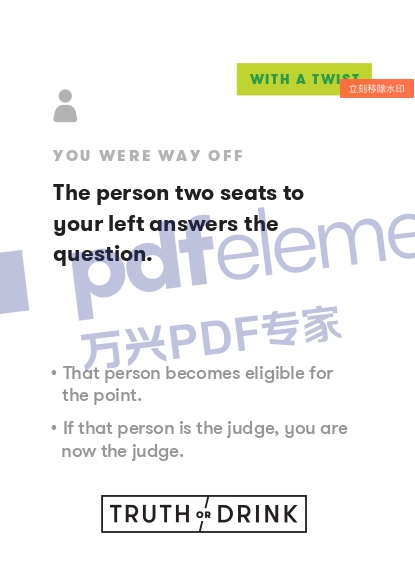 WITH A TWIST
立刻移除水印
YOU WERE WAY OFF
The person two seats to
your left answers the
question.
pdfeleme
万兴PDF专家
• That person becomes eligible for
the point.
• If that person is the judge, you are
now the judge.
TRUTH OR DRINK